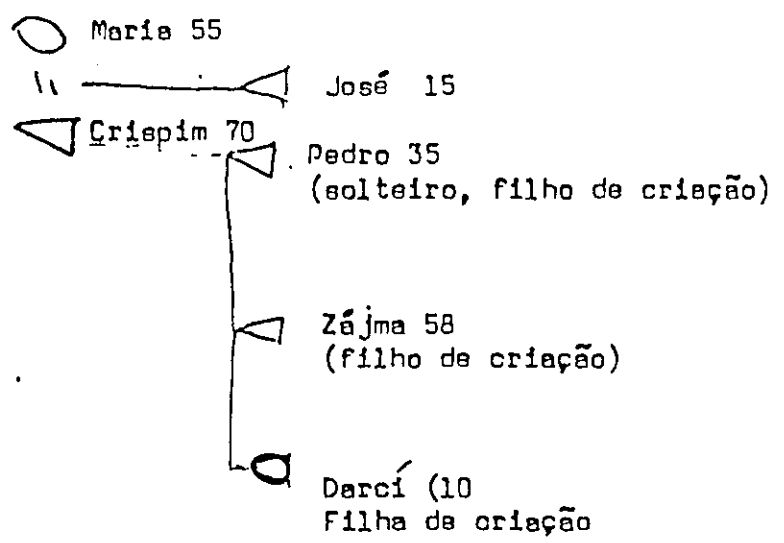 Maria 55
José 15
Crispim 70
Pedro 35
(solteiro, filho de criação)
Zájma 58
(filho de criação)
Darcí (10
Filha de criação